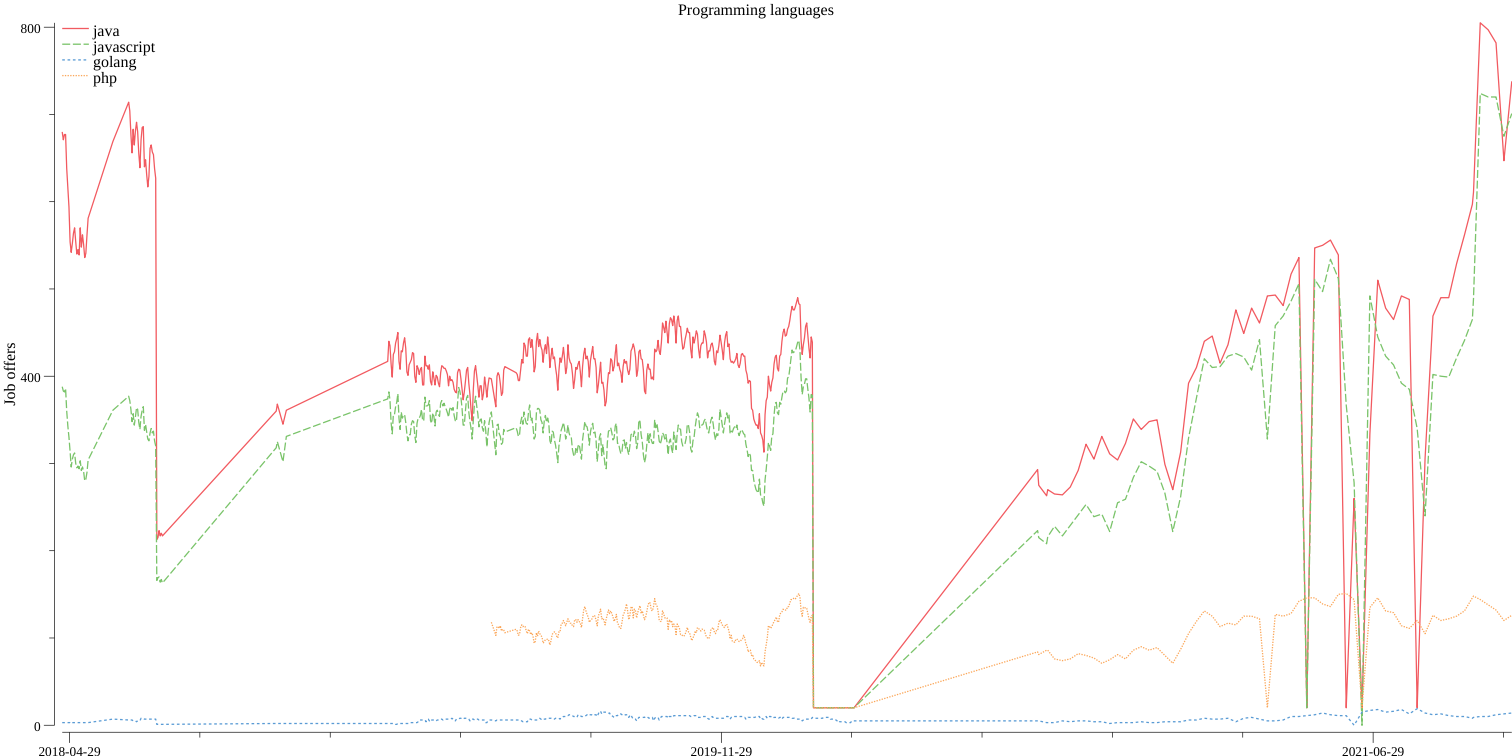 Programming languages
800
java
javascript
golang
php
Job offers
400
0
2018-04-29
2019-11-29
2021-06-29